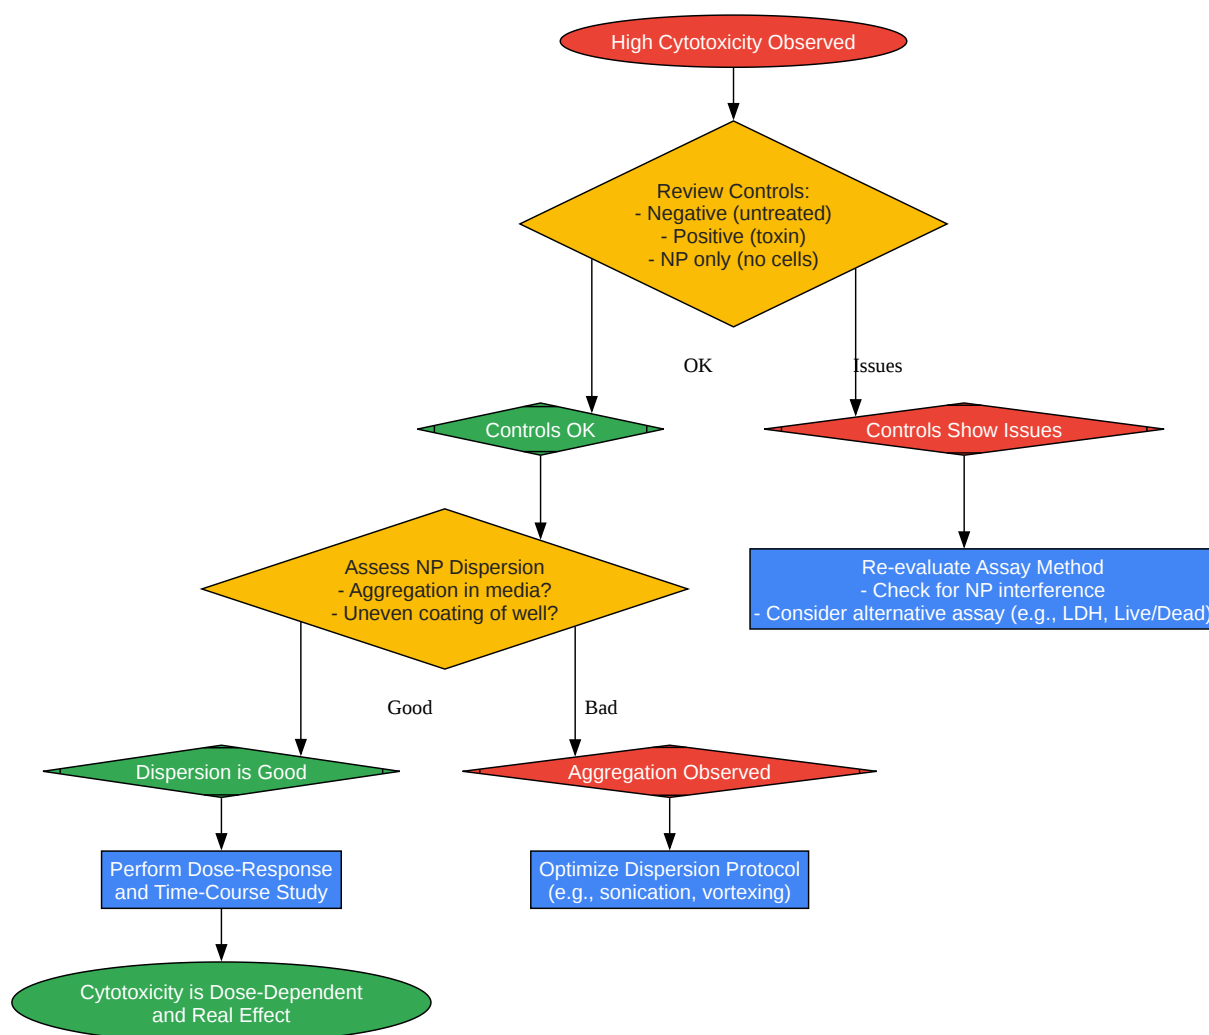 High Cytotoxicity Observed
Review Controls:
- Negative (untreated)
- Positive (toxin)
- NP only (no cells)
OK
Issues
Controls OK
Controls Show Issues
Assess NP Dispersion
- Aggregation in media?
- Uneven coating of well?
Re-evaluate Assay Method
- Check for NP interference
- Consider alternative assay (e.g., LDH, Live/Dead)
Good
Bad
Dispersion is Good
Aggregation Observed
Perform Dose-Response
and Time-Course Study
Optimize Dispersion Protocol
(e.g., sonication, vortexing)
Cytotoxicity is Dose-Dependent
and Real Effect